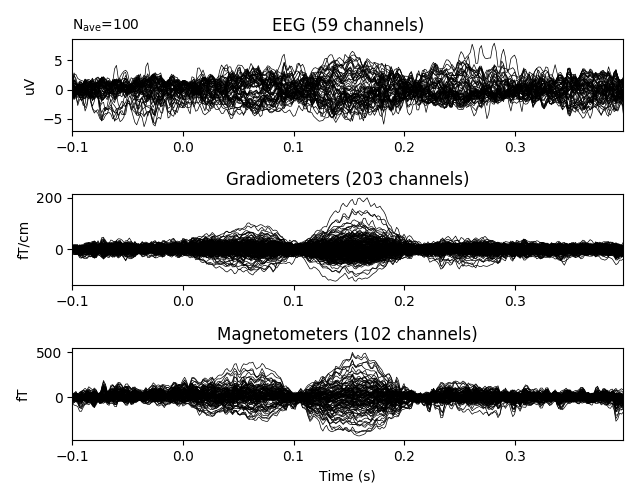 N_ave=100
EEG (59 channels)
uV
5
0
−5
−0.1 0.0 0.1 0.2 0.3
Gradiometers (203 channels)
fT/cm
200
0
−0.1 0.0 0.1 0.2 0.3
Magnetometers (102 channels)
fT
500
0
−0.1 0.0 0.1 0.2 0.3
Time (s)